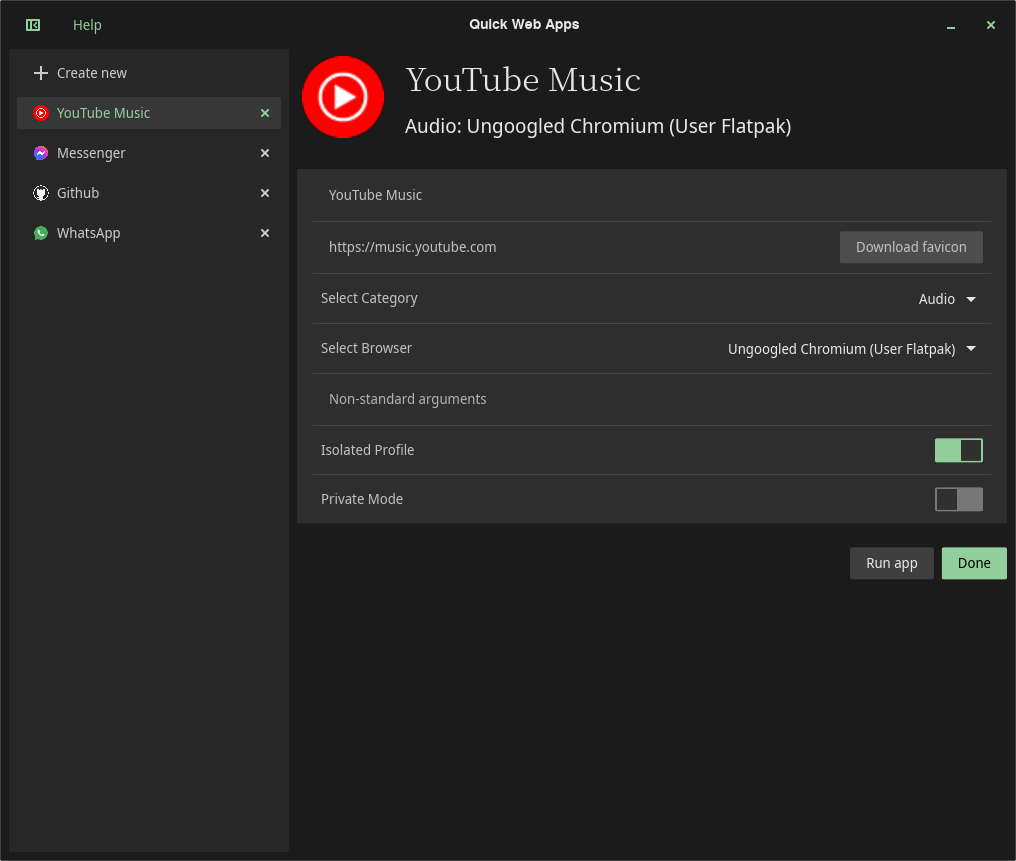 Help
Quick Web Apps
Create new
YouTube Music
Messenger
Github
WhatsApp
YouTube Music
Audio: Ungoogled Chromium (User Flatpak)
YouTube Music
https://music.youtube.com
Download favicon
Select Category
Audio
Select Browser
Ungoogled Chromium (User Flatpak)
Non-standard arguments
Isolated Profile
Private Mode
Run app
Done